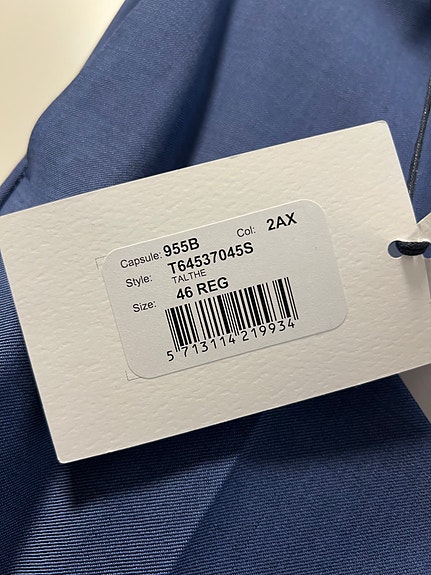 Capsule: 955B Col: 2AX
Style: T64537045S
TALTHE
Size: 46 REG
5 713114 219934